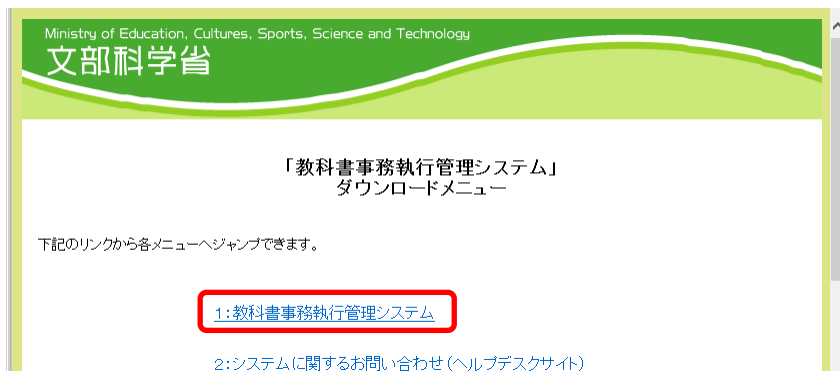 Ministry of Education, Cultures, Sports, Science and Technology
文部科学省
「教科書事務執行管理システム」
ダウンロードメニュー
下記のリンクから各メニューへジャンプできます。
1:教科書事務執行管理システム
2:システムに関するお問い合わせ(ヘルプデスクサイト)